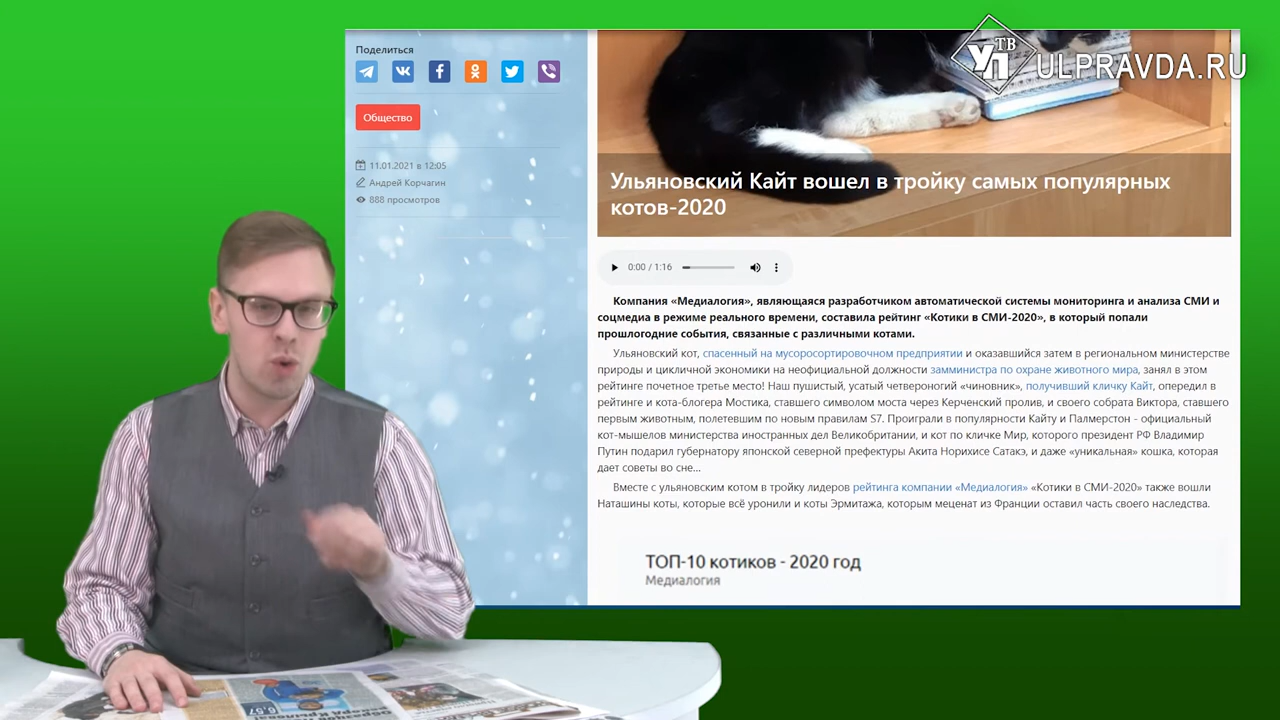 УП ТВ
ULPRAVDA.RU
Поделиться
Общество
11.01.2021 в 12:05
Андрей Корчагин
888 просмотров
Ульяновский Кайт вошел в тройку самых популярных
котов-2020
0:00 / 1:16
Компания «Медиалогия», являющаяся разработчиком автоматической системы мониторинга и анализа СМИ и
соцмедиа в режиме реального времени, составила рейтинг «Котики в СМИ-2020», в который попали
прошлогодние события, связанные с различными котами.
Ульяновский кот, спасенный на мусоросортировочном предприятии и оказавшийся затем в региональном министерстве
природы и цикличной экономики на неофициальной должности замминистра по охране животного мира, занял в этом
рейтинге почетное третье место! Наш пушистый, усатый четвероногий «чиновник», получивший кличку Кайт, опередил в
рейтинге и кота-блогера Мостика, ставшего символом моста через Керченский пролив, и своего собрата Виктора, ставшего
первым животным, полетевшим по новым правилам S7. Проиграли в популярности Кайту и Палмерстон - официальный
кот-мышелов министерства иностранных дел Великобритании, и кот по кличке Мир, которого президент РФ Владимир
Путин подарил губернатору японской северной префектуры Акита Норихисе Сатакэ, и даже «уникальная» кошка, которая
дает советы во сне...
Вместе с ульяновским котом в тройку лидеров рейтинга компании «Медиалогия» «Котики в СМИ-2020» также вошли
Наташины коты, которые всё уронили и коты Эрмитажа, которым меценат из Франции оставил часть своего наследства.
ТОП-10 котиков - 2020 год
Медиалогия
6.57